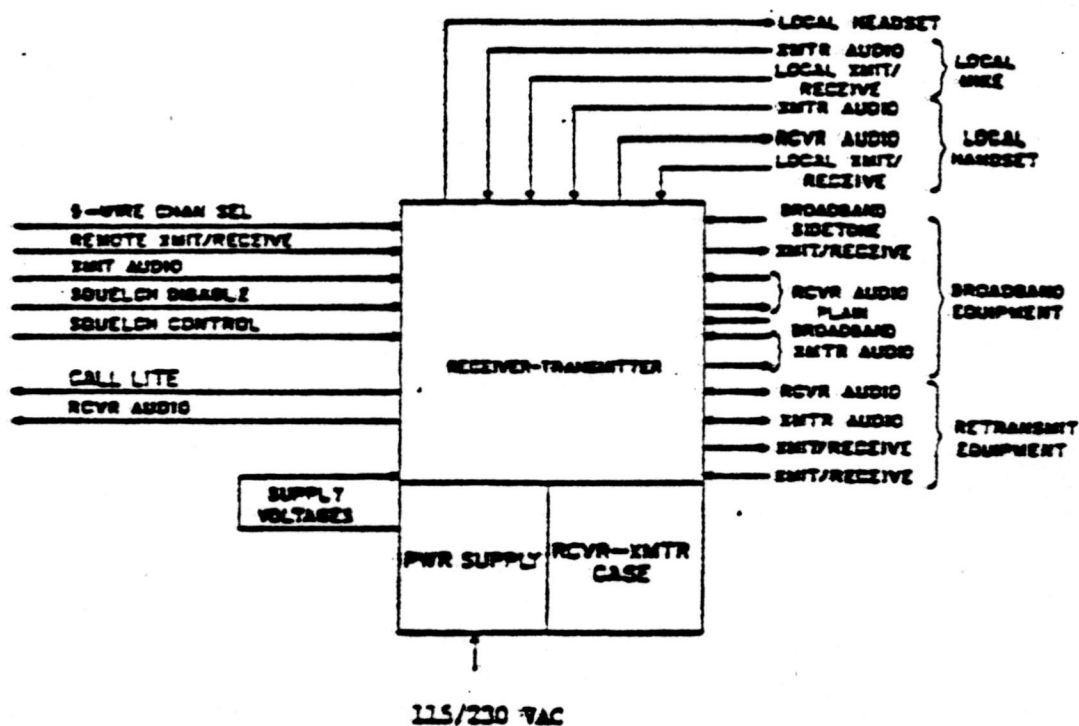 LOCAL HEADSET
XMTR AUDIO
LOCAL XMIT/
RECEIVE
LOCAL
MIKE
XMTR AUDIO
RCVR AUDIO
LOCAL XMIT/
RECEIVE
LOCAL
HANDSET
-WIRE CHAN SEL
REMOTE XMIT/RECEIVE
XMIT AUDIO
SQUELCH DISABLE
SQUELCH CONTROL
CALL LITE
RCVR AUDIO
BROADBAND
SIDETONE
XMIT/RECEIVE
RCVR AUDIO
PLAIN
BROADBAND
XMTR AUDIO
BROADBAND
EQUIPMENT
RECEIVER-TRANSMITTER
RCVR AUDIO
XMTR AUDIO
XMIT/RECEIVE
XMIT/RECEIVE
RETRANSMIT
EQUIPMENT
SUPPLY
VOLTAGES
PWR SUPPLY
RCVR-XMTR
CASE
115/230 VAC